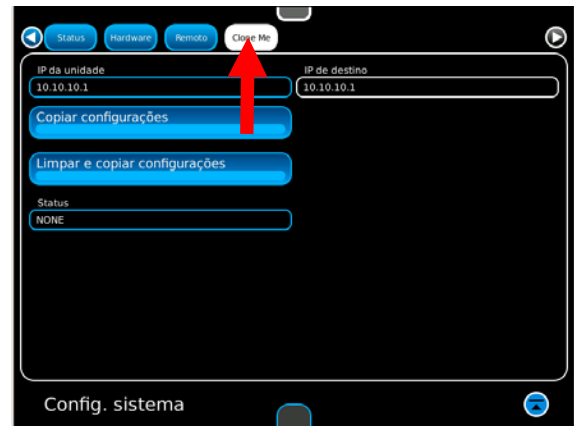 Status Hardware Remoto Clone Me
IP da unidade IP de destino
10.10.10.1 10.10.10.1
Copiar configurações
Limpar e copiar configurações
Status
NONE
Config. sistema